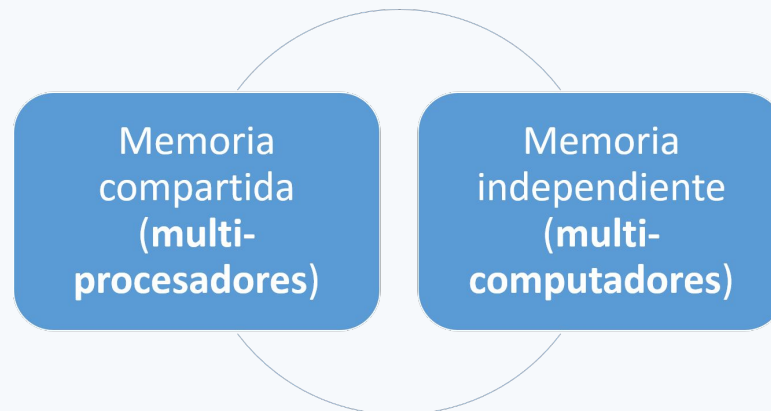 Memoria
compartida
(multi-
procesadores)
Memoria
independiente
(multi-
computadores)